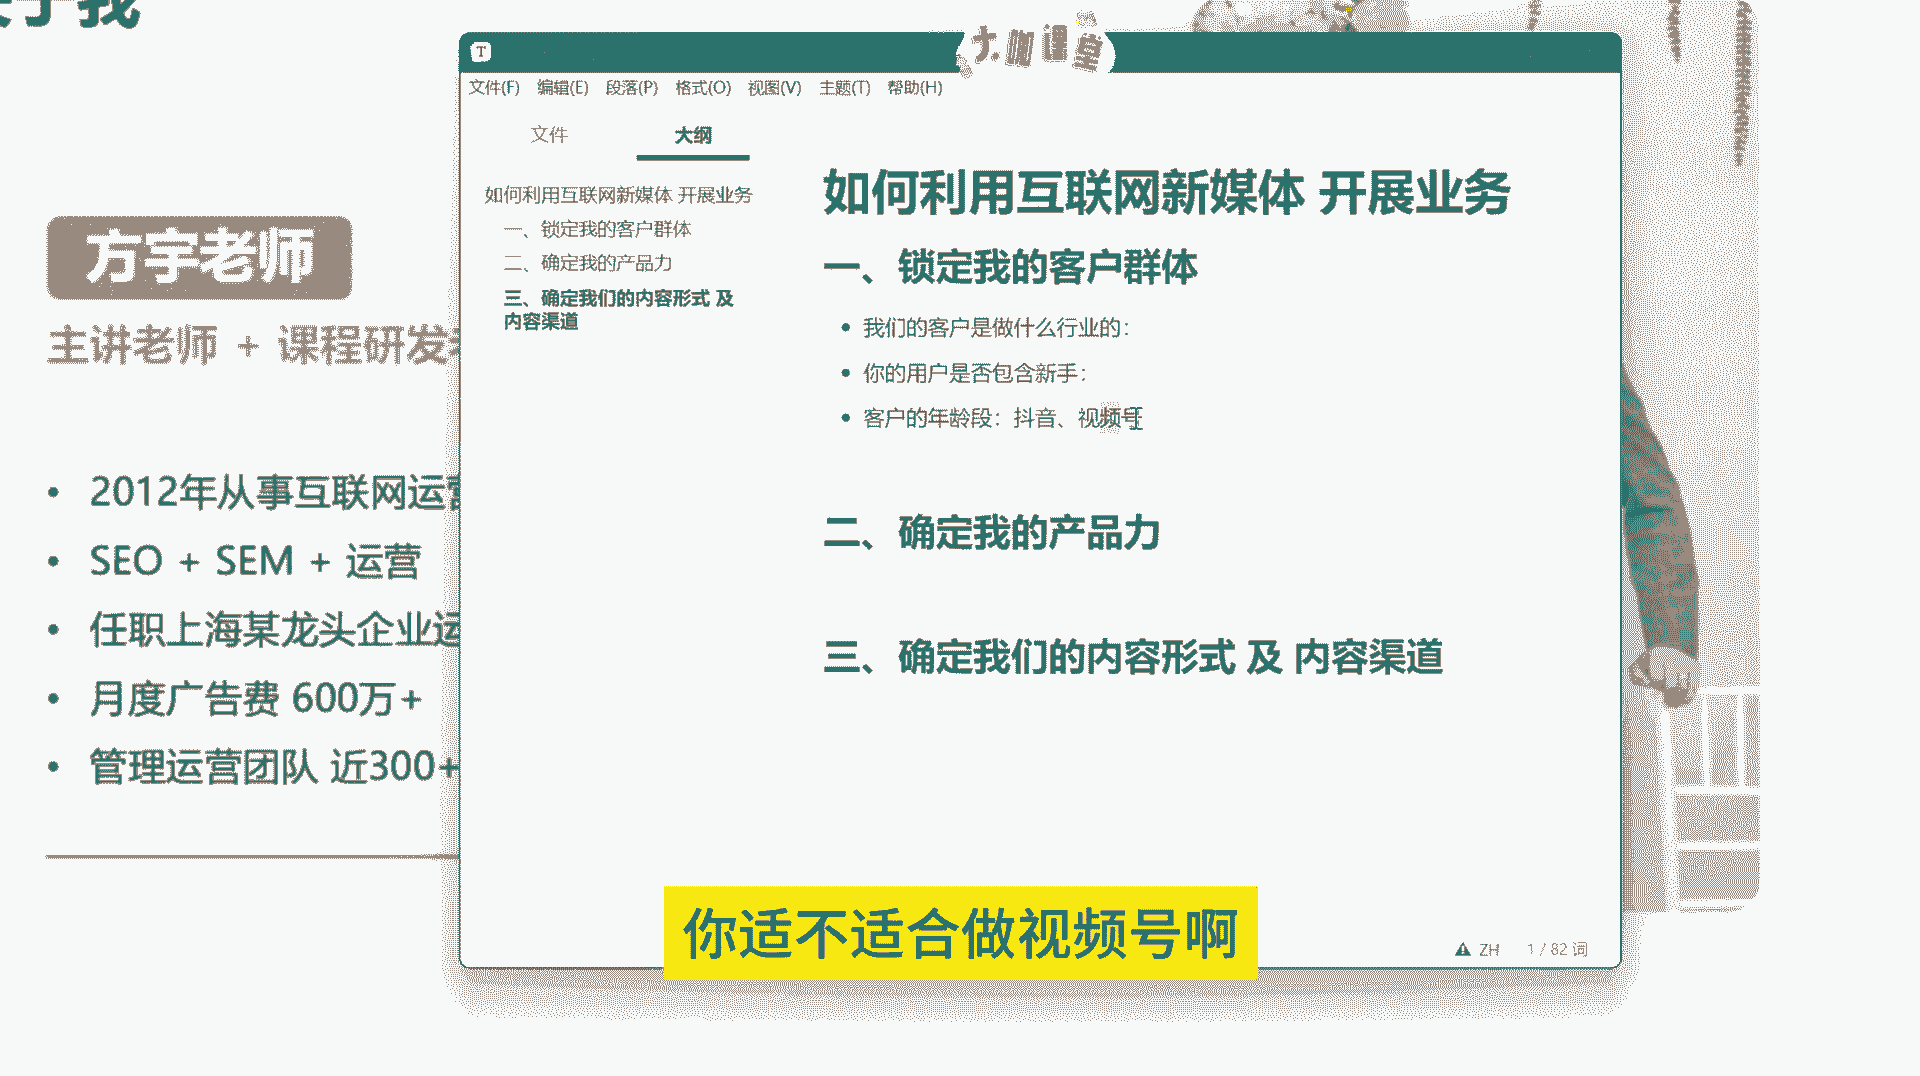 大咖课堂
文件(F) 编辑(E) 段落(P) 格式(O) 视图(V) 主题(T) 帮助(H)
文件 大纲
如何利用互联网新媒体 开展业务
一、锁定我的客户群体
二、确定我的产品力
三、确定我们的内容形式 及
内容渠道
如何利用互联网新媒体 开展业务
一、锁定我的客户群体
我们的客户是做什么行业的：
你的用户是否包含新手：
客户的年龄段：抖音、视频号
二、确定我的产品力
三、确定我们的内容形式 及 内容渠道
ZH 1 / 82 词
方宇老师
主讲老师 + 课程研发
• 2012年从事互联网运营
• SEO + SEM + 运营
• 任职上海某龙头企业运
• 月度广告费 600万+
• 管理运营团队 近300+
你适不适合做视频号啊